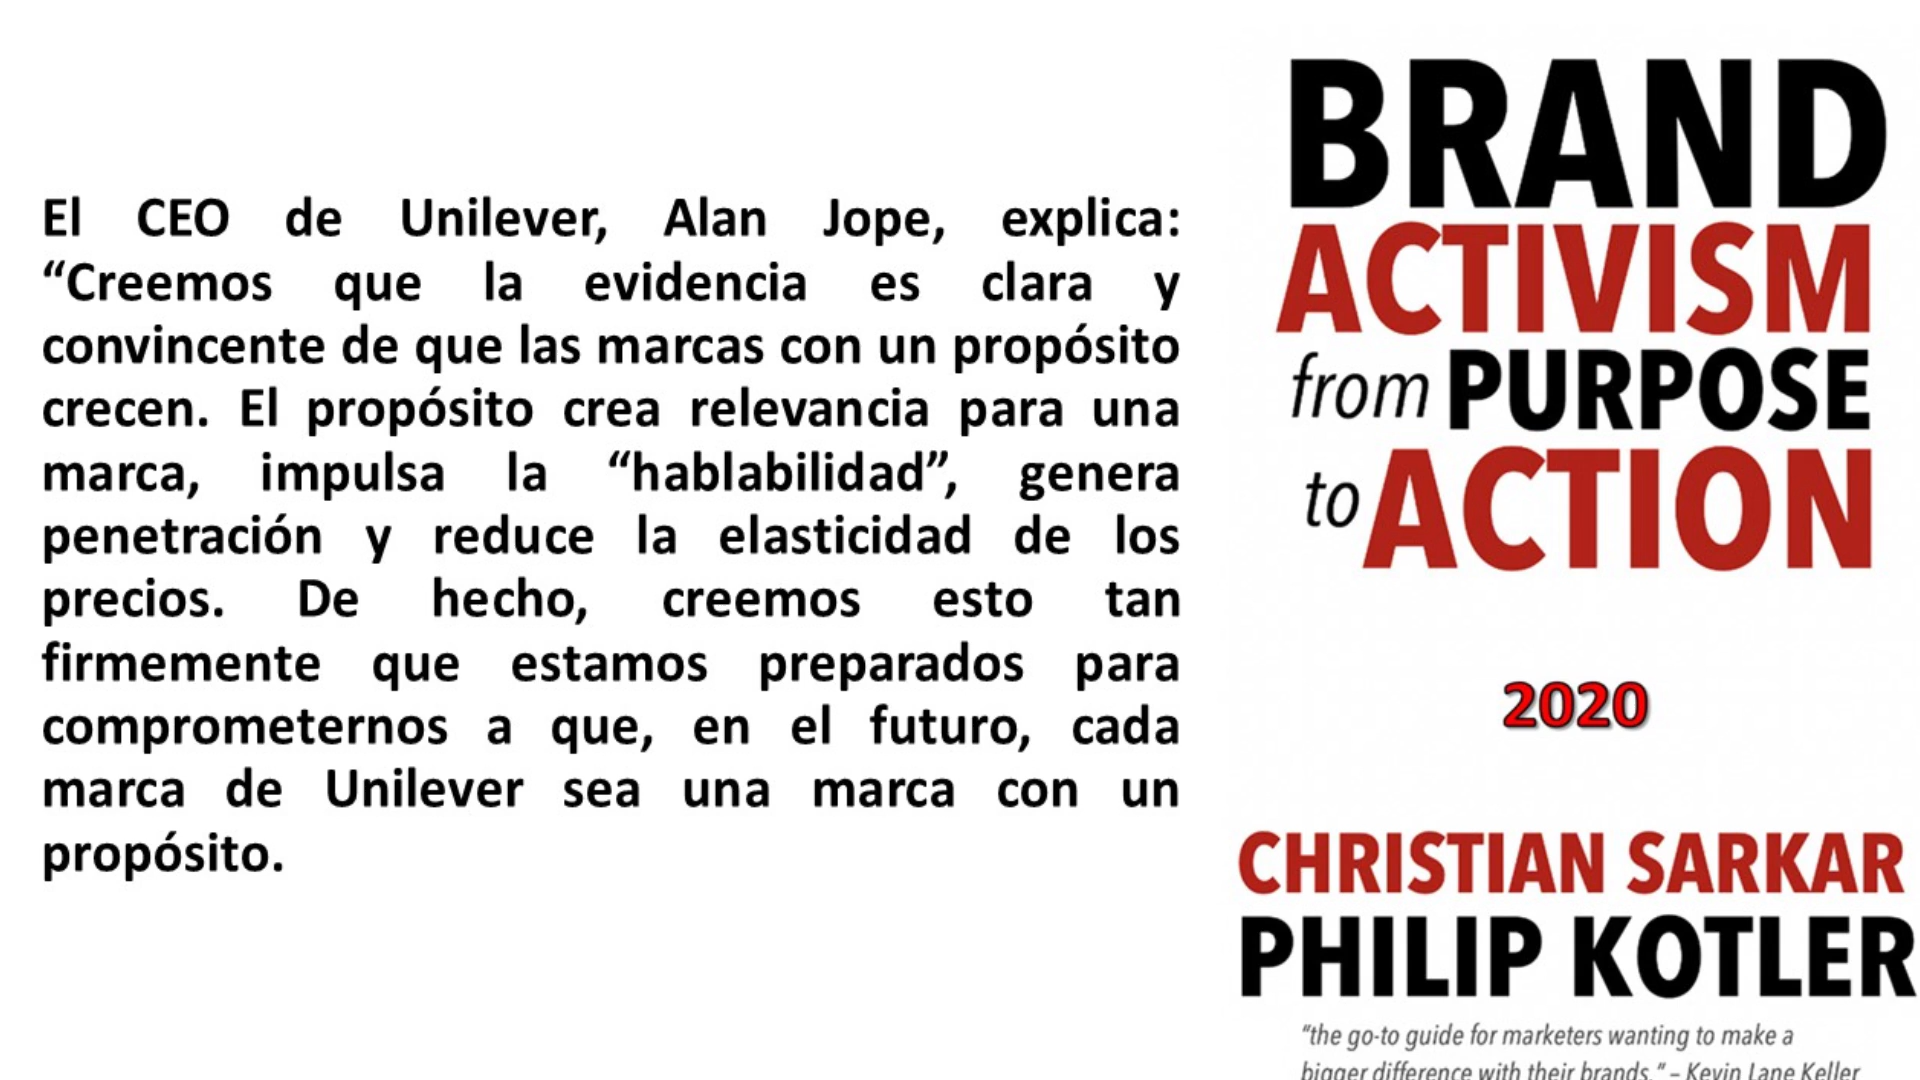 El CEO de Unilever, Alan Jope, explica:
“Creemos que la evidencia es clara y
convincente de que las marcas con un propósito
crecen. El propósito crea relevancia para una
marca, impulsa la “hablabilidad”, genera
penetración y reduce la elasticidad de los
precios. De hecho, creemos esto tan
firmemente que estamos preparados para
comprometernos a que, en el futuro, cada
marca de Unilever sea una marca con un
propósito.
BRAND
ACTIVISM
from PURPOSE
to ACTION
2020
CHRISTIAN SARKAR
PHILIP KOTLER
“the go-to guide for marketers wanting to make a
bigger difference with their brands.” – Kevin Lane Keller